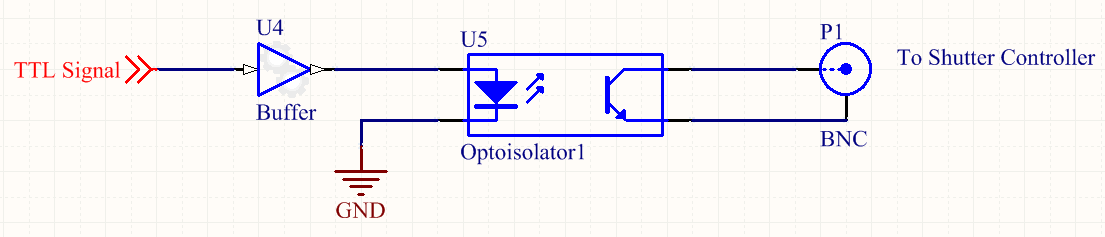 U4
P1
U5
To Shutter Controller
TTL Signal
Buffer
BNC
Optoisolator1
GND